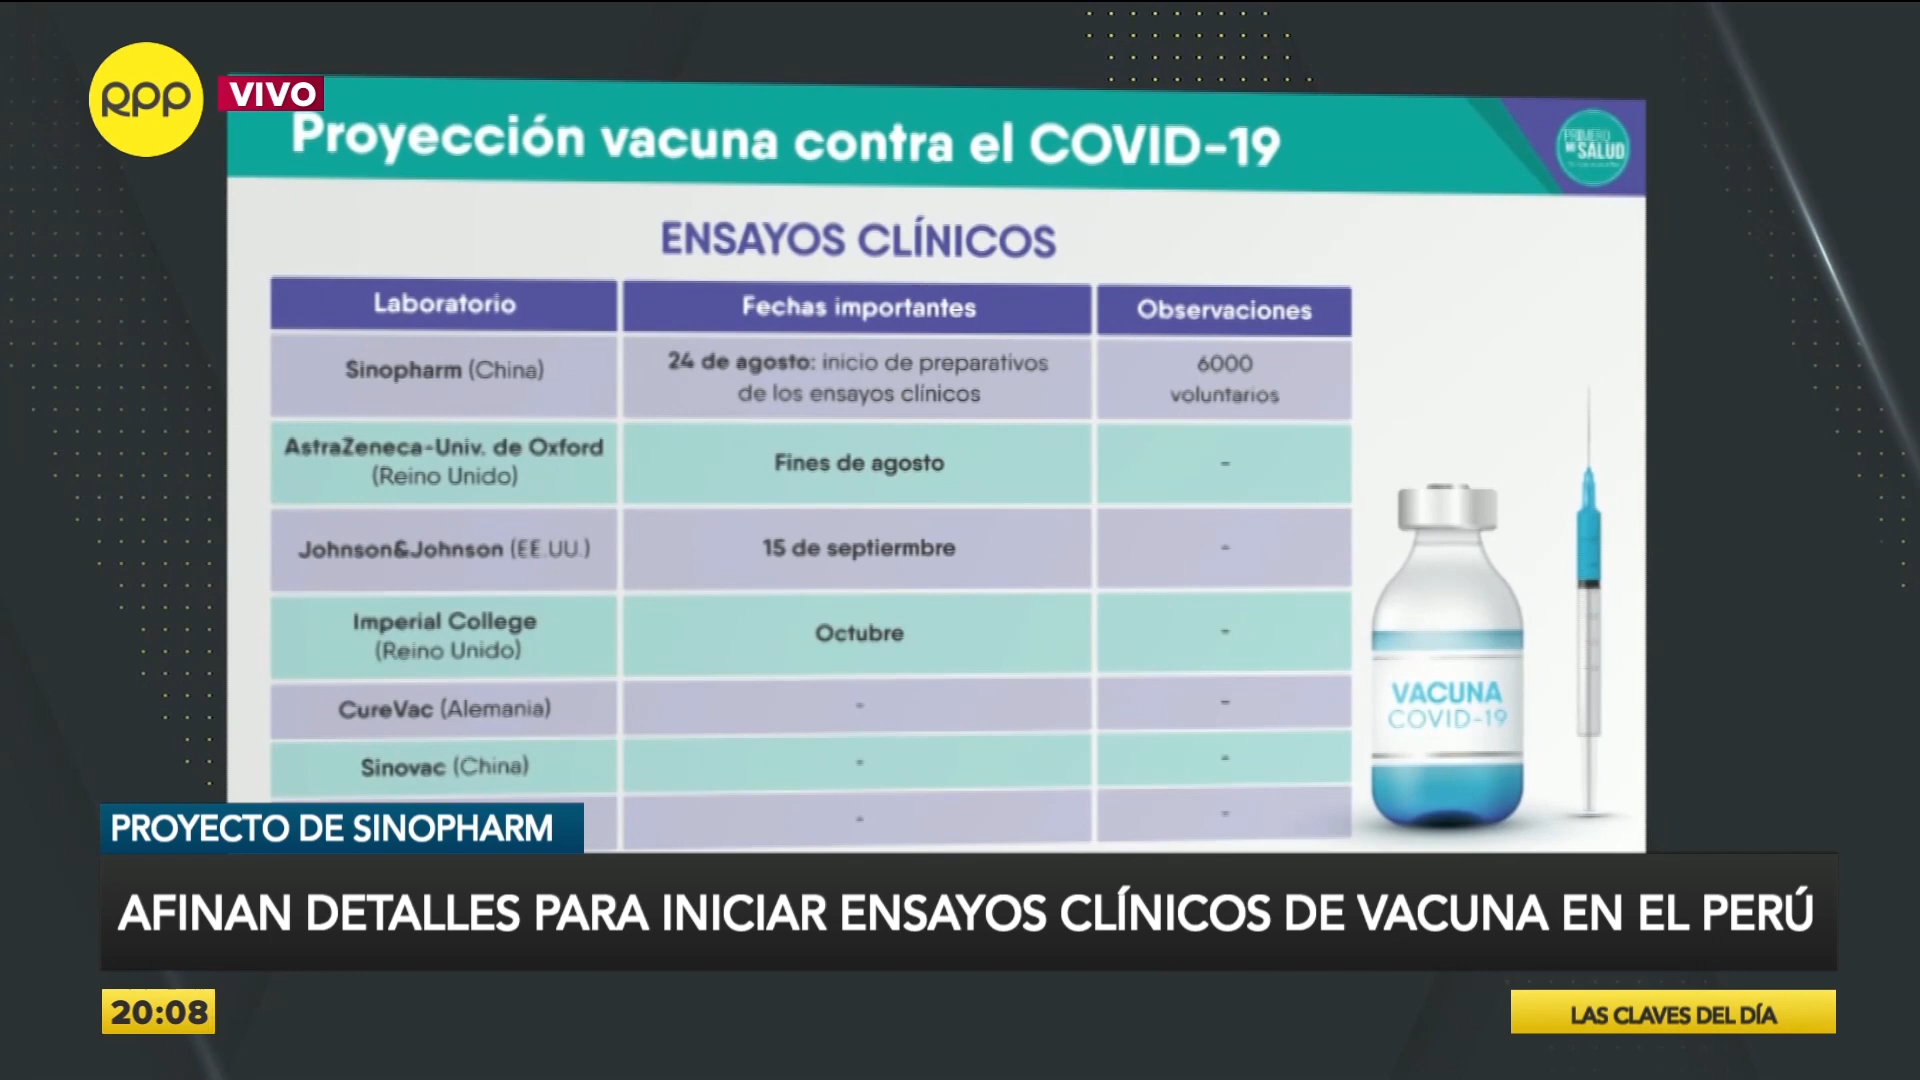 RPP
VIVO
Proyección vacuna contra el COVID-19
SALUD
ENSAYOS CLÍNICOS
Laboratorio
Fechas importantes
Observaciones
Sinopharm (China)
24 de agosto: inicio de preparativos
de los ensayos clínicos
6000
voluntarios
AstraZeneca-Univ. de Oxford
(Reino Unido)
Fines de agosto
-
Johnson&Johnson (EE.UU.)
15 de septiermbre
-
Imperial College
(Reino Unido)
Octubre
-
CureVac (Alemania)
-
-
Sinovac (China)
-
-
-
-
VACUNA
COVID-19
PROYECTO DE SINOPHARM
AFINAN DETALLES PARA INICIAR ENSAYOS CLÍNICOS DE VACUNA EN EL PERÚ
20:08
LAS CLAVES DEL DÍA